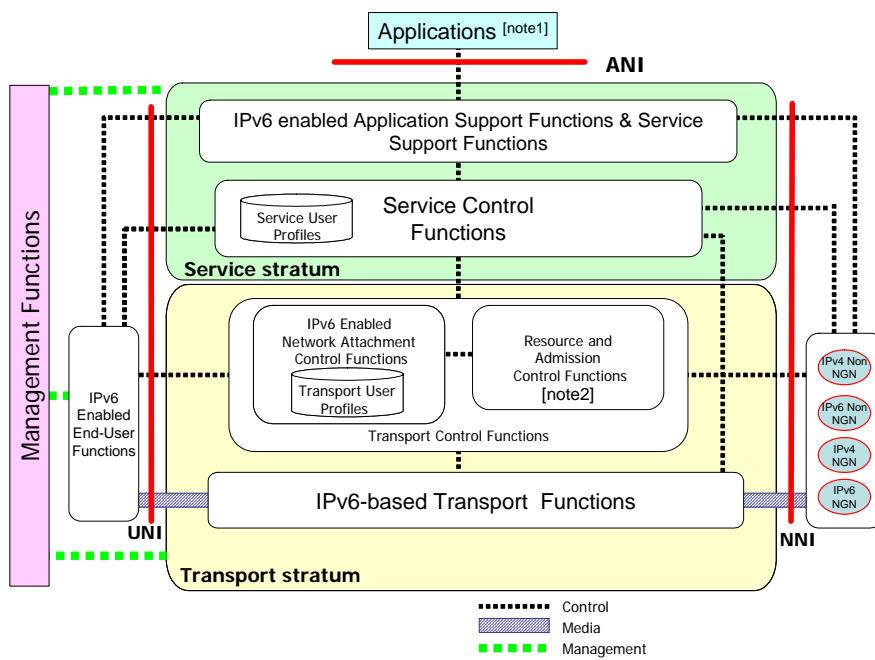 Applications [note1]
ANI
IPv6 enabled Application Support Functions & Service
Support Functions
Service User
Profiles
Service Control
Functions
Service stratum
Management Functions
IPv6 Enabled
Network Attachment
Control Functions
Transport User
Profiles
Resource and
Admission
Control Functions
[note2]
Transport Control Functions
IPv6
Enabled
End-User
Functions
IPv4 Non
NGN
IPv6 Non
NGN
IPv4
NGN
IPv6
NGN
IPv6-based Transport Functions
UNI
NNI
Transport stratum
Control
Media
Management